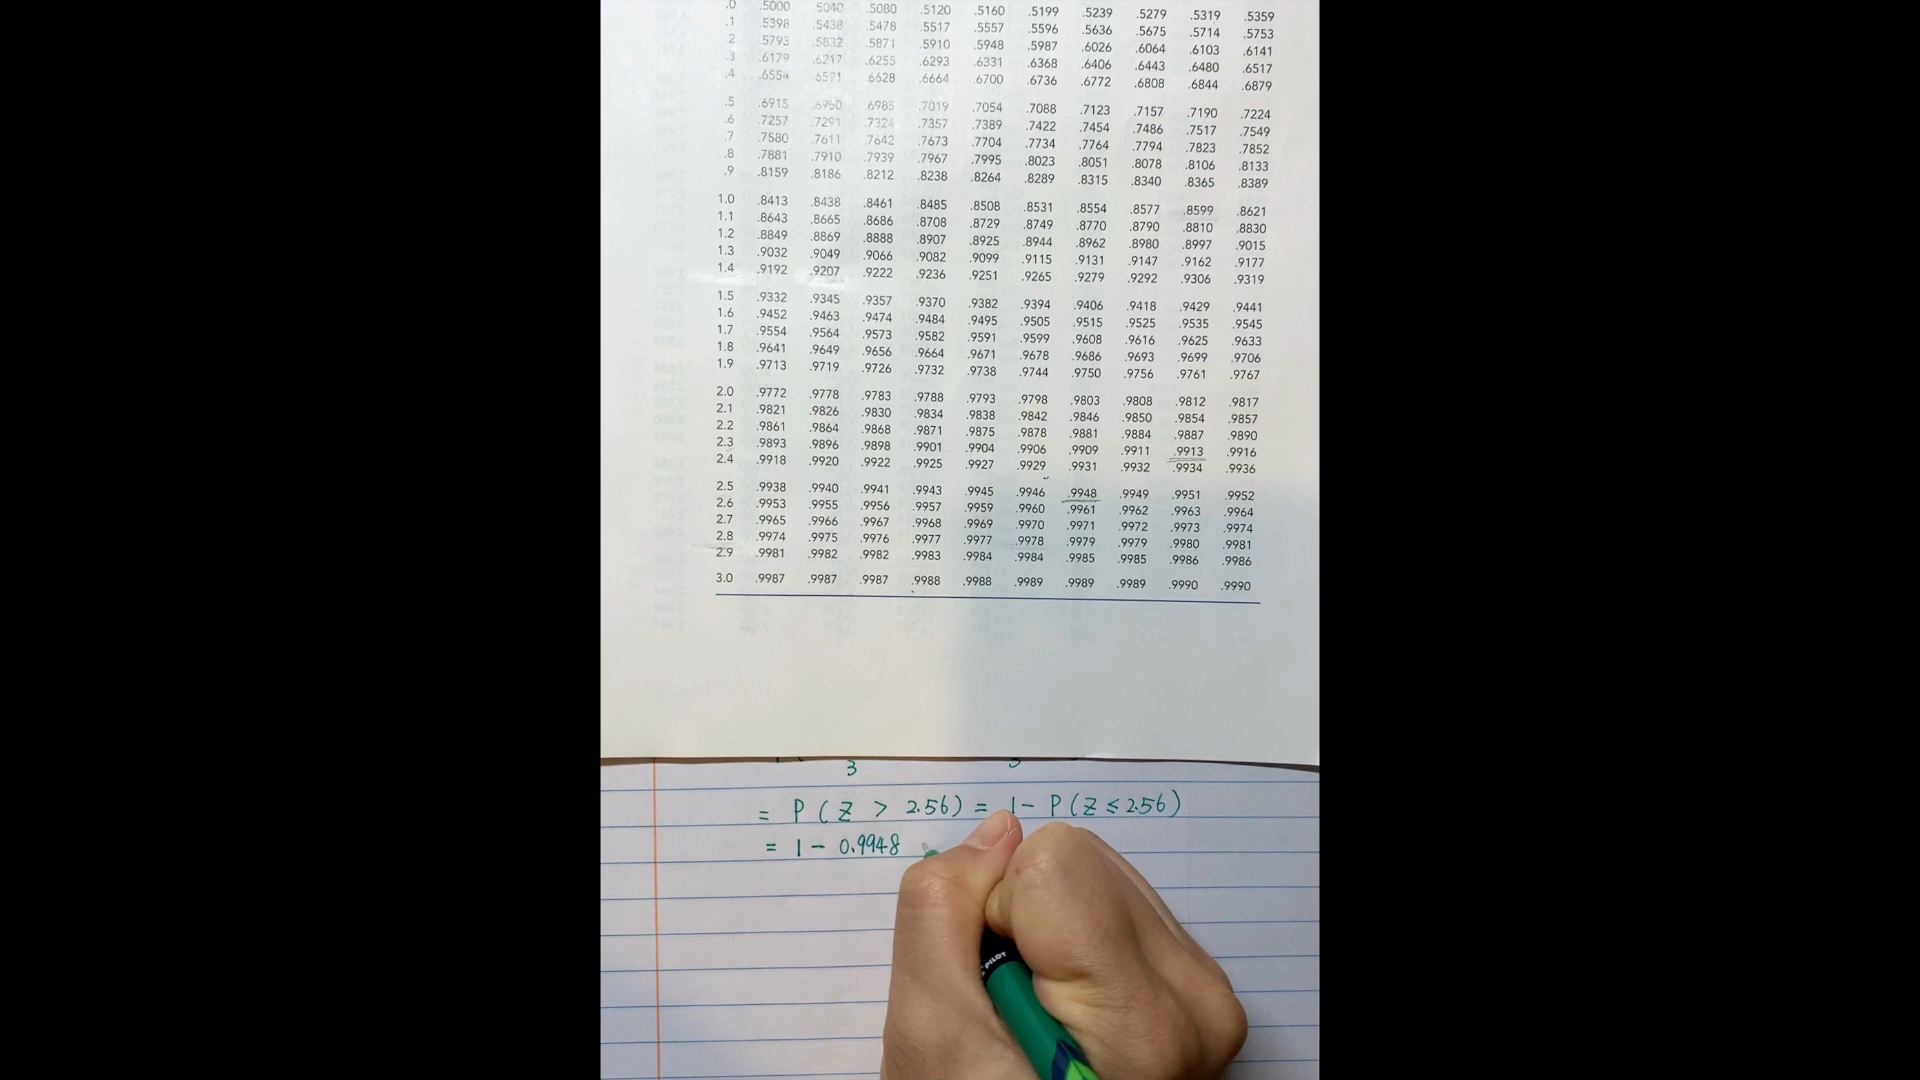 .0 .5000 .5040 .5080 .5120 .5160 .5199 .5239 .5279 .5319 .5359
.1 .5398 .5438 .5478 .5517 .5557 .5596 .5636 .5675 .5714 .5753
.2 .5793 .5832 .5871 .5910 .5948 .5987 .6026 .6064 .6103 .6141
.3 .6179 .6217 .6255 .6293 .6331 .6368 .6406 .6443 .6480 .6517
.4 .6554 .6591 .6628 .6664 .6700 .6736 .6772 .6808 .6844 .6879
.5 .6915 .6950 .6985 .7019 .7054 .7088 .7123 .7157 .7190 .7224
.6 .7257 .7291 .7324 .7357 .7389 .7422 .7454 .7486 .7517 .7549
.7 .7580 .7611 .7642 .7673 .7704 .7734 .7764 .7794 .7823 .7852
.8 .7881 .7910 .7939 .7967 .7995 .8023 .8051 .8078 .8106 .8133
.9 .8159 .8186 .8212 .8238 .8264 .8289 .8315 .8340 .8365 .8389
1.0 .8413 .8438 .8461 .8485 .8508 .8531 .8554 .8577 .8599 .8621
1.1 .8643 .8665 .8686 .8708 .8729 .8749 .8770 .8790 .8810 .8830
1.2 .8849 .8869 .8888 .8907 .8925 .8944 .8962 .8980 .8997 .9015
1.3 .9032 .9049 .9066 .9082 .9099 .9115 .9131 .9147 .9162 .9177
1.4 .9192 .9207 .9222 .9236 .9251 .9265 .9279 .9292 .9306 .9319
1.5 .9332 .9345 .9357 .9370 .9382 .9394 .9406 .9418 .9429 .9441
1.6 .9452 .9463 .9474 .9484 .9495 .9505 .9515 .9525 .9535 .9545
1.7 .9554 .9564 .9573 .9582 .9591 .9599 .9608 .9616 .9625 .9633
1.8 .9641 .9649 .9656 .9664 .9671 .9678 .9686 .9693 .9699 .9706
1.9 .9713 .9719 .9726 .9732 .9738 .9744 .9750 .9756 .9761 .9767
2.0 .9772 .9778 .9783 .9788 .9793 .9798 .9803 .9808 .9812 .9817
2.1 .9821 .9826 .9830 .9834 .9838 .9842 .9846 .9850 .9854 .9857
2.2 .9861 .9864 .9868 .9871 .9875 .9878 .9881 .9884 .9887 .9890
2.3 .9893 .9896 .9898 .9901 .9904 .9906 .9909 .9911 .9913 .9916
2.4 .9918 .9920 .9922 .9925 .9927 .9929 .9931 .9932 .9934 .9936
2.5 .9938 .9940 .9941 .9943 .9945 .9946 .9948 .9949 .9951 .9952
2.6 .9953 .9955 .9956 .9957 .9959 .9960 .9961 .9962 .9963 .9964
2.7 .9965 .9966 .9967 .9968 .9969 .9970 .9971 .9972 .9973 .9974
2.8 .9974 .9975 .9976 .9977 .9977 .9978 .9979 .9979 .9980 .9981
2.9 .9981 .9982 .9982 .9983 .9984 .9984 .9985 .9985 .9986 .9986
3.0 .9987 .9987 .9987 .9988 .9988 .9989 .9989 .9989 .9990 .9990
3
= P ( Z > 2.56 ) = 1 - P ( Z ≤ 2.56 )
= 1 - 0.9948
PILOT